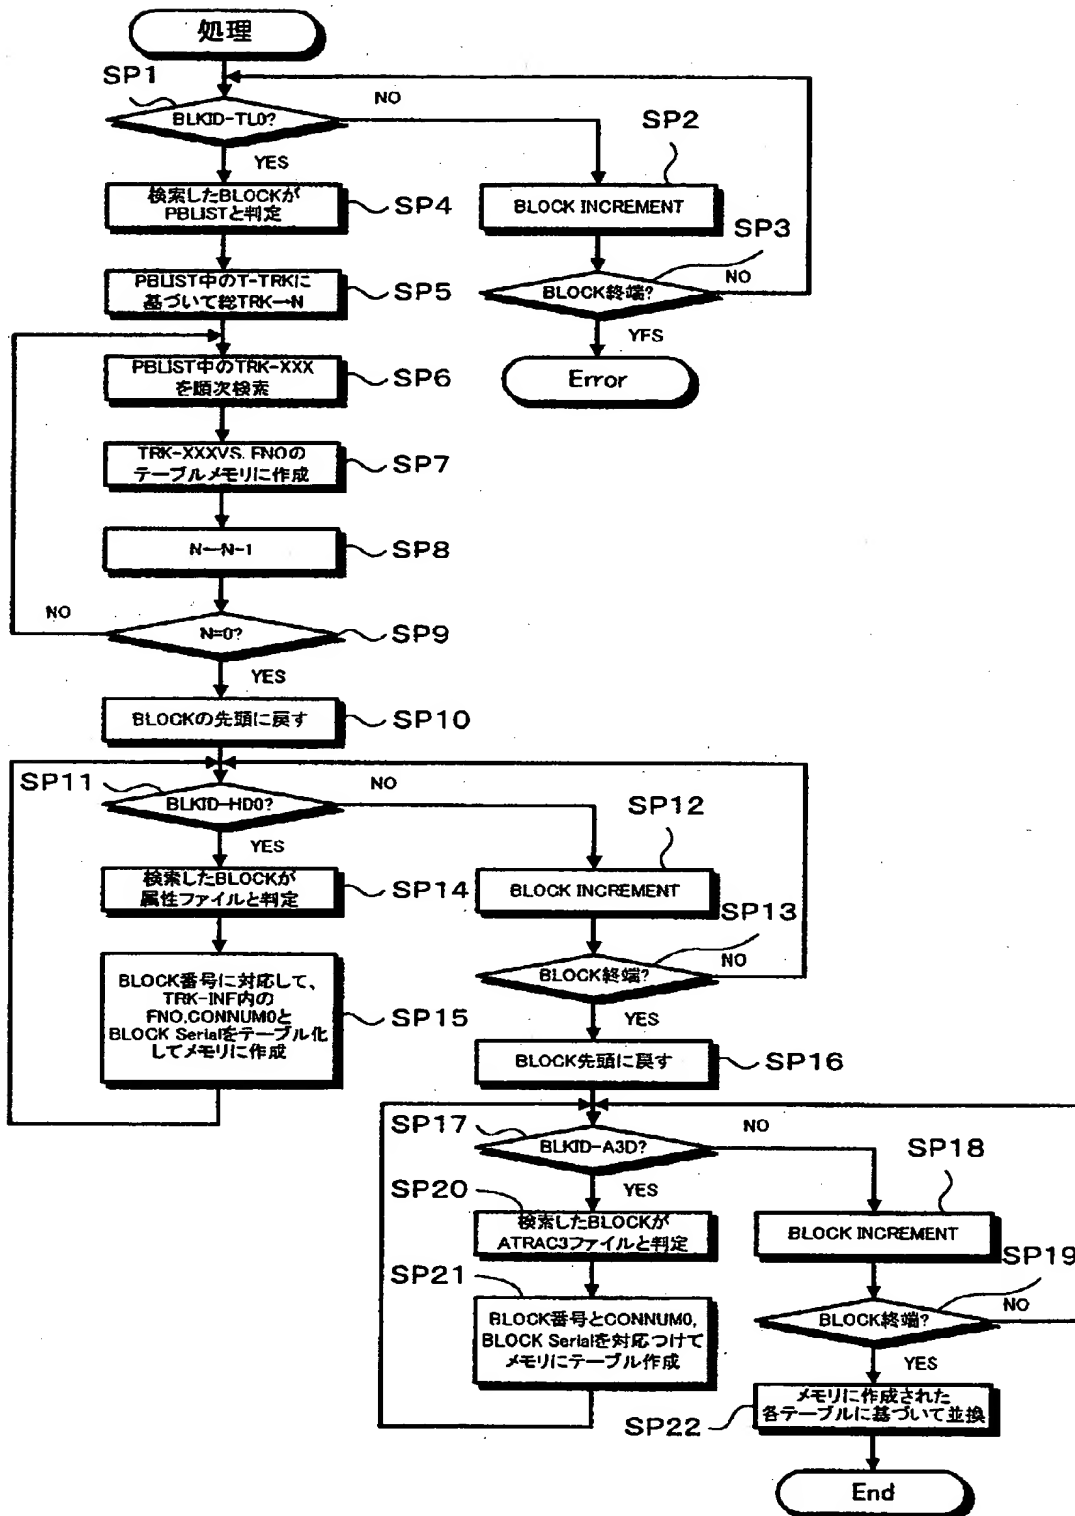 処理
SP1
BLKID-TL0?
NO
YES
SP2
BLOCK INCREMENT
SP3
BLOCK終端?
NO
YFS
Error
検索したBLOCKが
PBLISTと判定
SP4
PBLIST中のT-TRKに
基づいて総TRK→N
SP5
PBLIST中のTRK-XXX
を順次検索
SP6
TRK-XXXVS. FNOの
テーブルメモリに作成
SP7
N←N-1
SP8
NO
N=0?
SP9
YES
BLOCKの先頭に戻す
SP10
SP11
BLKID-HD0?
NO
YES
SP12
BLOCK INCREMENT
SP13
BLOCK終端?
NO
YES
検索したBLOCKが
属性ファイルと判定
SP14
BLOCK番号に対応して、
TRK-INF内の
FNO,CONNUM0と
BLOCK Serialをテーブル化
してメモリに作成
SP15
BLOCK先頭に戻す
SP16
SP17
BLKID-A3D?
NO
YES
SP18
BLOCK INCREMENT
SP19
BLOCK終端?
NO
YES
SP20
検索したBLOCKが
ATRAC3ファイルと判定
SP21
BLOCK番号とCONNUM0,
BLOCK Serialを対応つけて
メモリにテーブル作成
メモリに作成された
各テーブルに基づいて並換
SP22
End